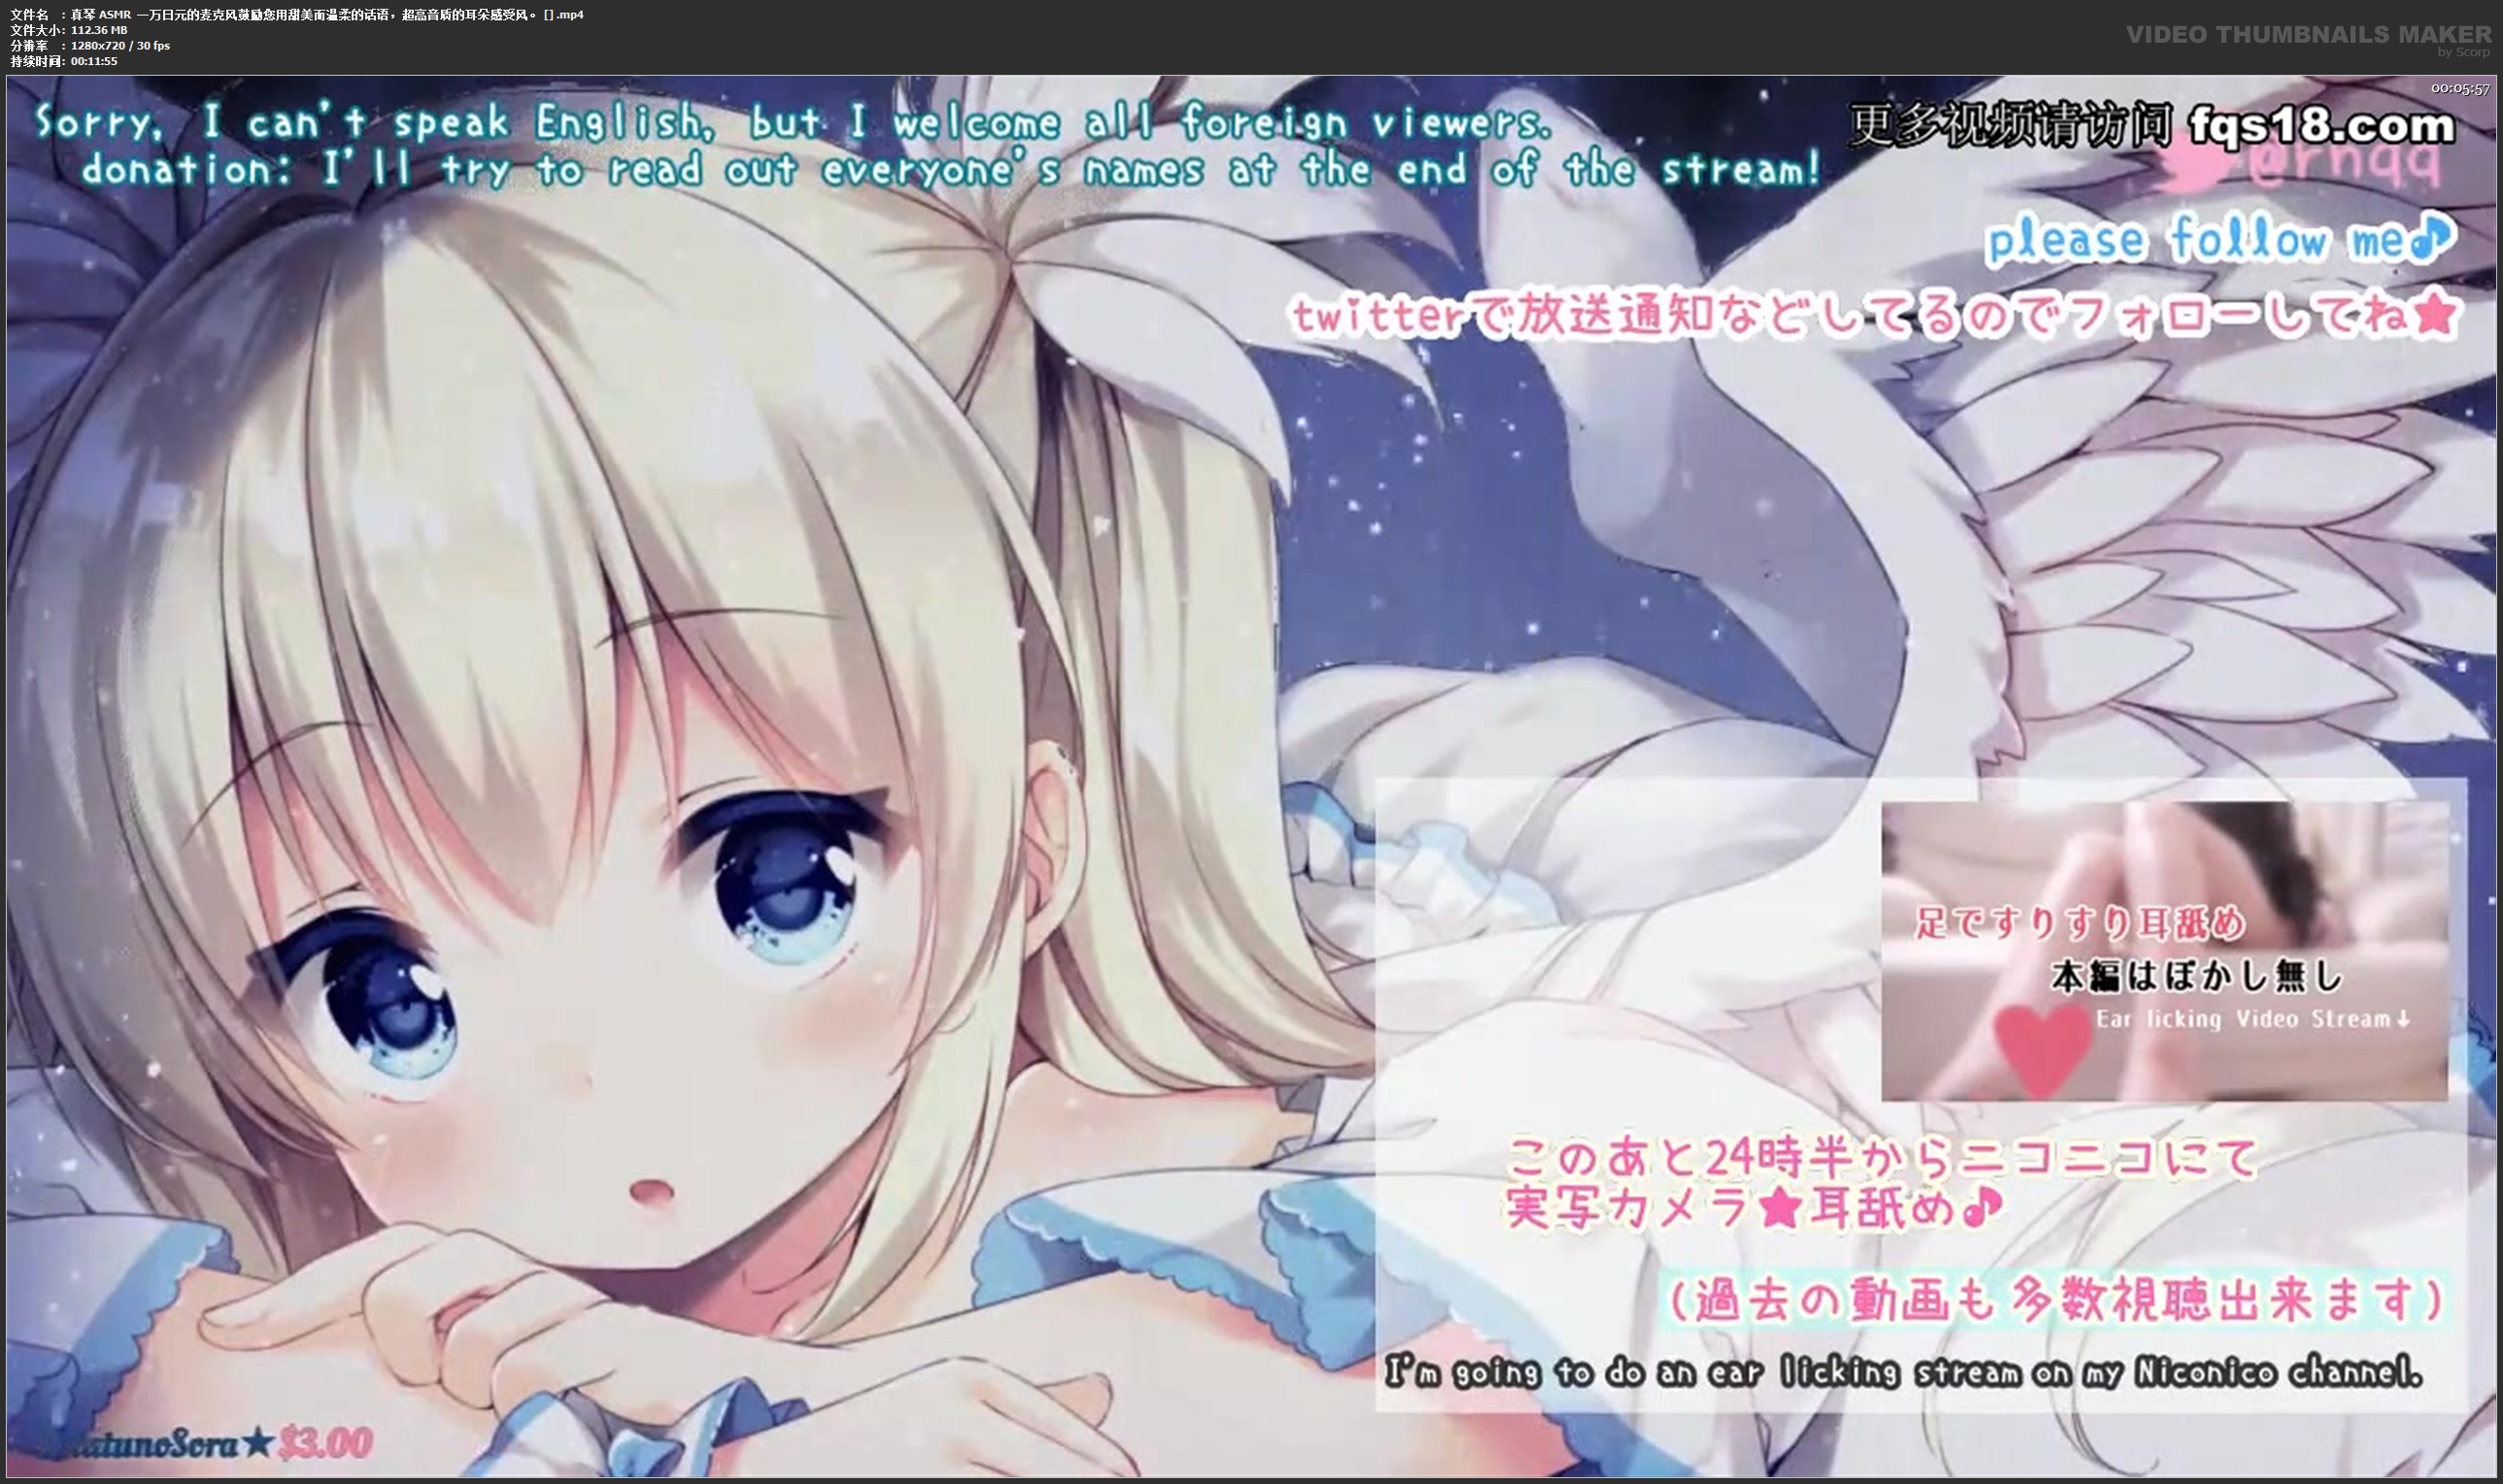 文件名 : 真琴 ASMR 一万日元的麦克风鼓励您用甜美而温柔的话语，超高音质的耳朵感受风。 [] .mp4
文件大小: 112.36 MB
分辨率 : 1280x720 / 30 fps
持续时间: 00:11:55
VIDEO THUMBNAILS MAKER
by Scorp
00:05:57
Sorry, I can't speak English, but I welcome all foreign viewers.
donation: I'll try to read out everyone's names at the end of the stream!
更多视频请访问 fqs18.com
please follow me♪
twitterで放送通知などしてるのでフォローしてね★
足ですりすり耳舐め
本編はぼかし無し
Ear licking Video Stream↓
このあと24時半からニコニコにて
実写カメラ★耳舐め♪
(過去の動画も多数視聴出来ます)
I'm going to do an ear licking stream on my Niconico channel.
★$3.00